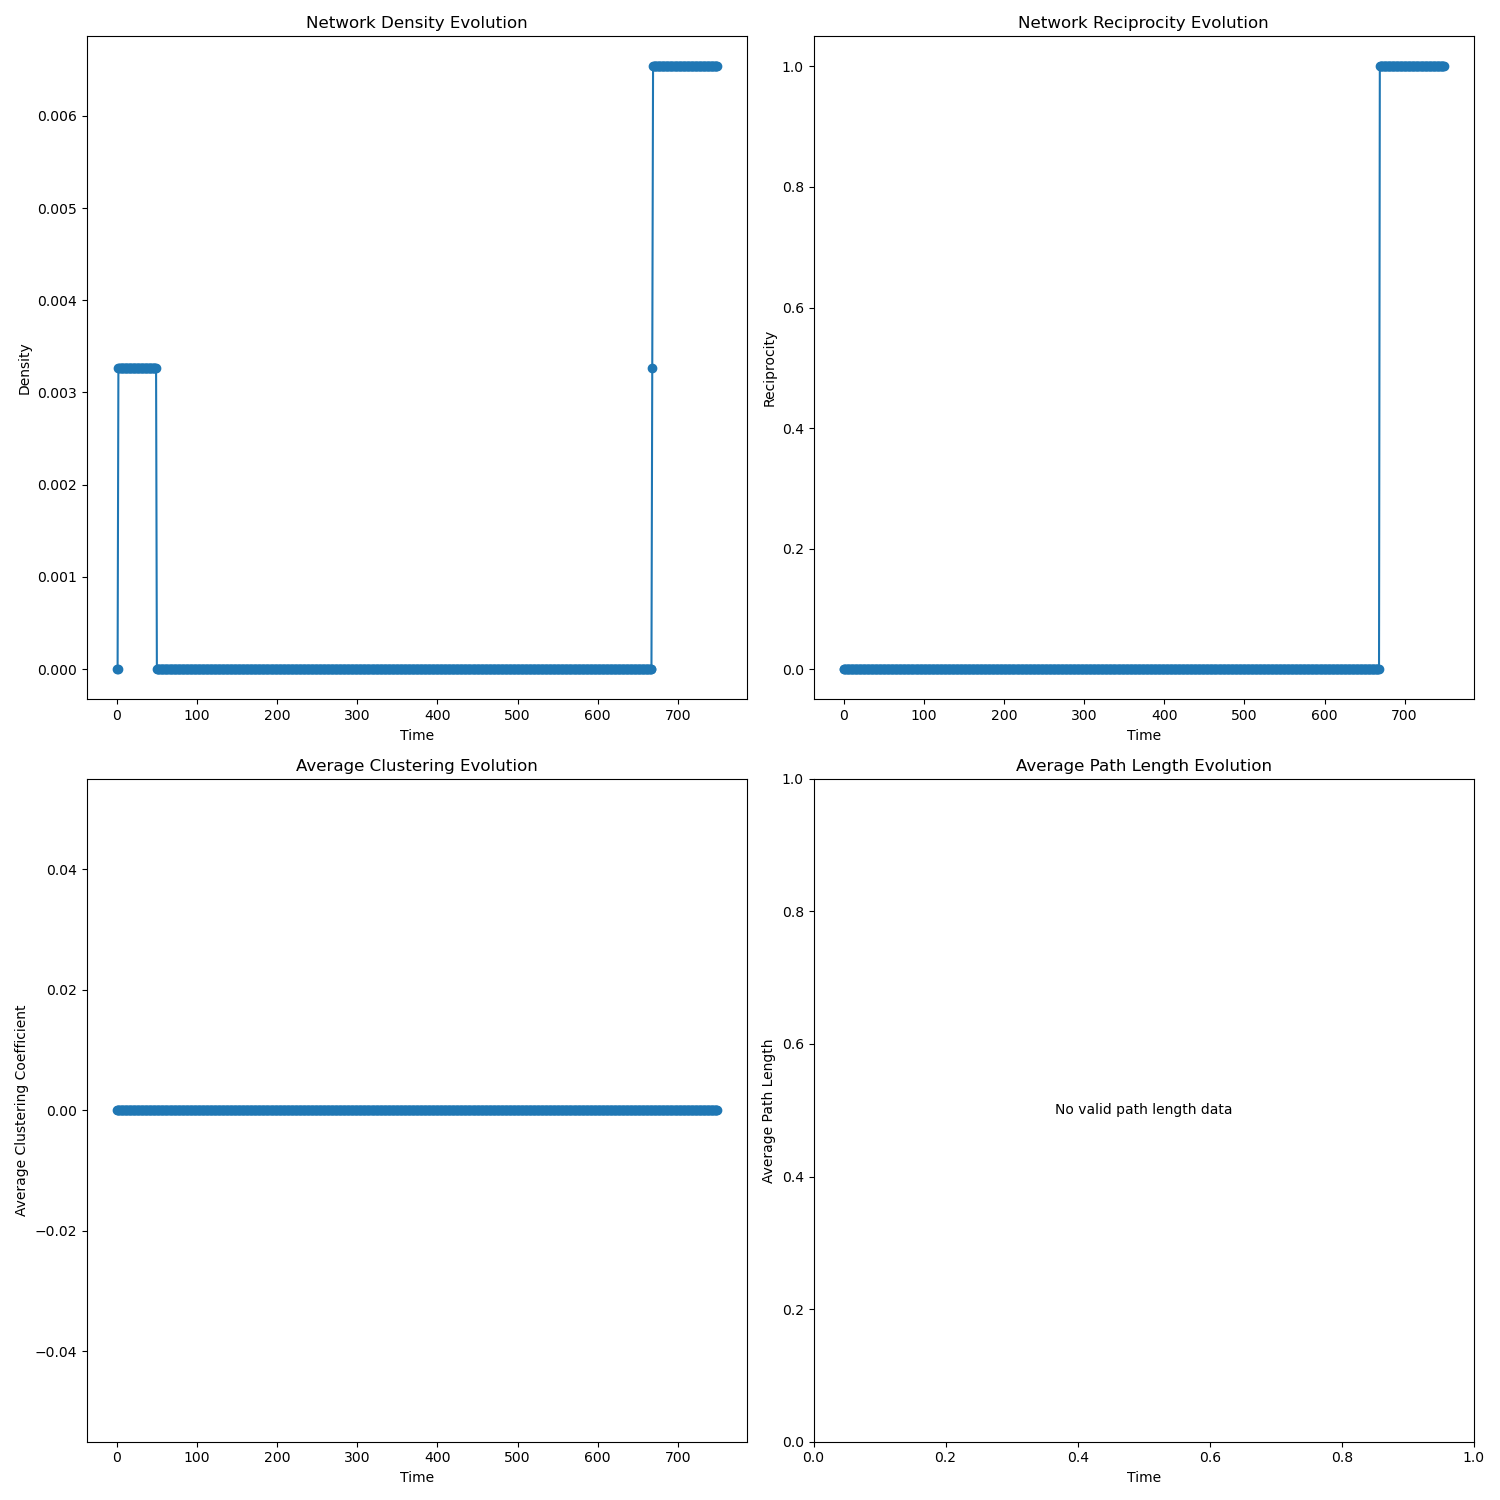 Network Density Evolution
Density
0.006
0.005
0.004
0.003
0.002
0.001
0.000
0 100 200 300 400 500 600 700
Time
Network Reciprocity Evolution
Reciprocity
1.0
0.8
0.6
0.4
0.2
0.0
0 100 200 300 400 500 600 700
Time
Average Clustering Evolution
Average Clustering Coefficient
0.04
0.02
0.00
−0.02
−0.04
0 100 200 300 400 500 600 700
Time
Average Path Length Evolution
Average Path Length
1.0
0.8
0.6
0.4
0.2
0.0
No valid path length data
0.0 0.2 0.4 0.6 0.8 1.0
Time